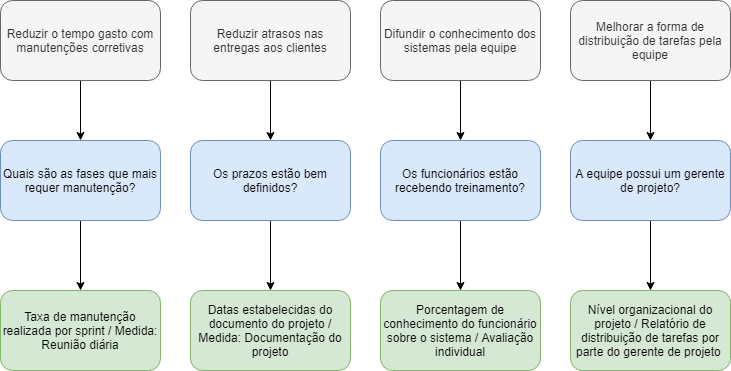 Reduzir o tempo gasto com
manutenções corretivas
Reduzir atrasos nas
entregas aos clientes
Difundir o conhecimento dos
sistemas pela equipe
Melhorar a forma de
distribuição de tarefas pela
equipe
Quais são as fases que mais
requer manutenção?
Os prazos estão bem
definidos?
Os funcionários estão
recebendo treinamento?
A equipe possui um gerente
de projeto?
Taxa de manutenção
realizada por sprint / Medida:
Reunião diária
Datas estabelecidas do
documento do projeto /
Medida: Documentação do
projeto
Porcentagem de
conhecimento do funcionário
sobre o sistema / Avaliação
individual
Nível organizacional do
projeto / Relatório de
distribuição de tarefas por
parte do gerente de projeto